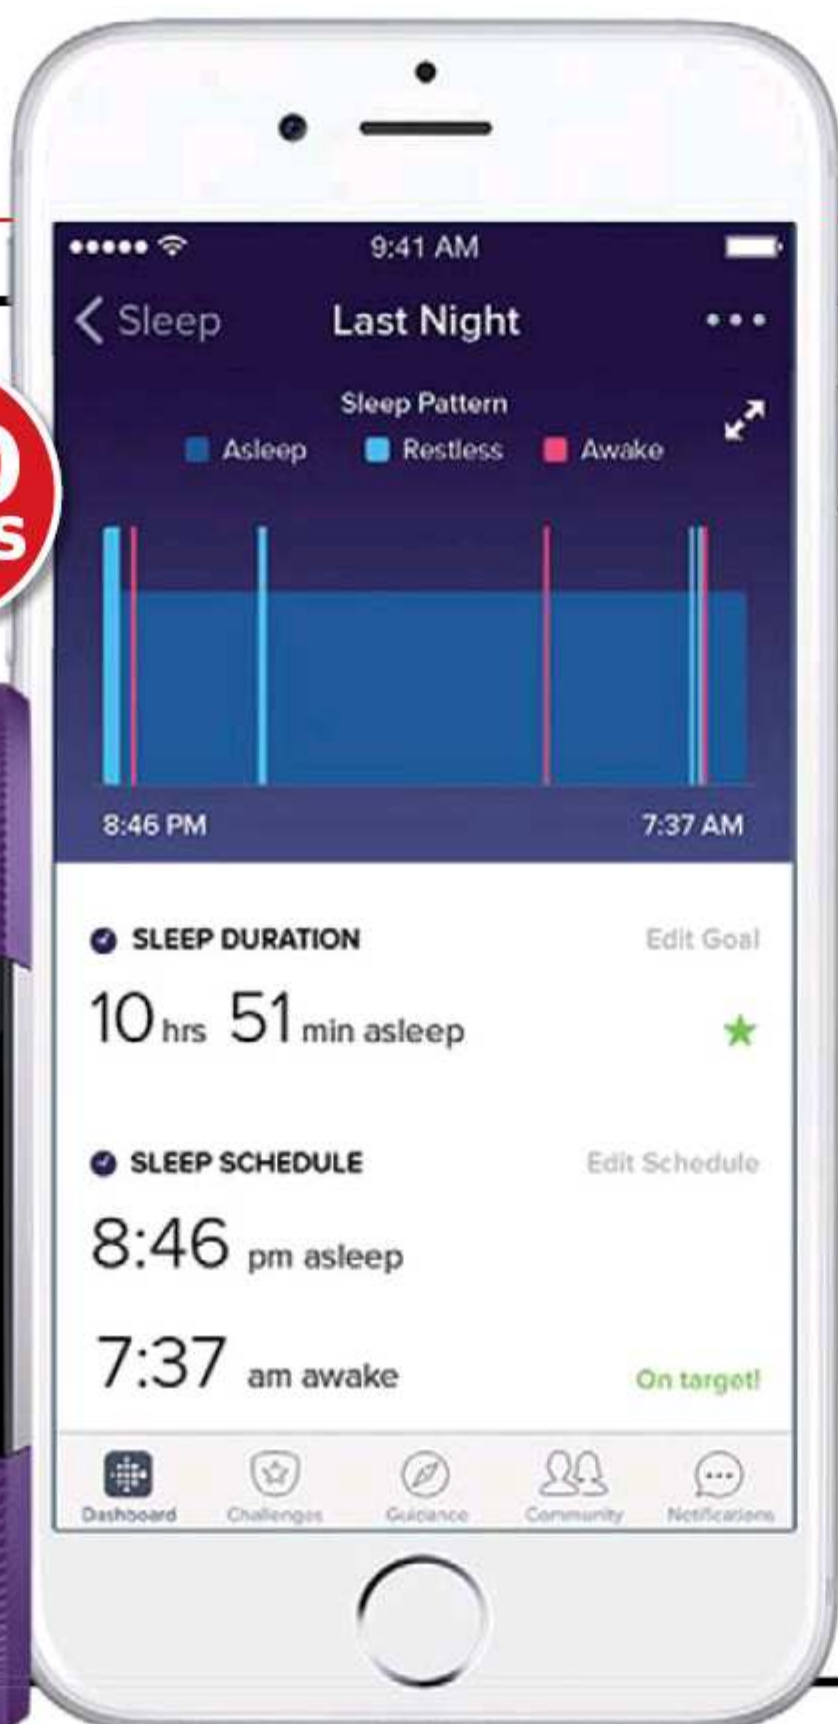 9:41 AM
Sleep
Last Night
Sleep Pattern
Asleep Restless Awake
8:46 PM 7:37 AM
SLEEP DURATION Edit Goal
10 hrs 51 min asleep
SLEEP SCHEDULE Edit Schedule
8:46 pm asleep
7:37 am awake On target!
Dashboard Challenges Guidance Community Notifications